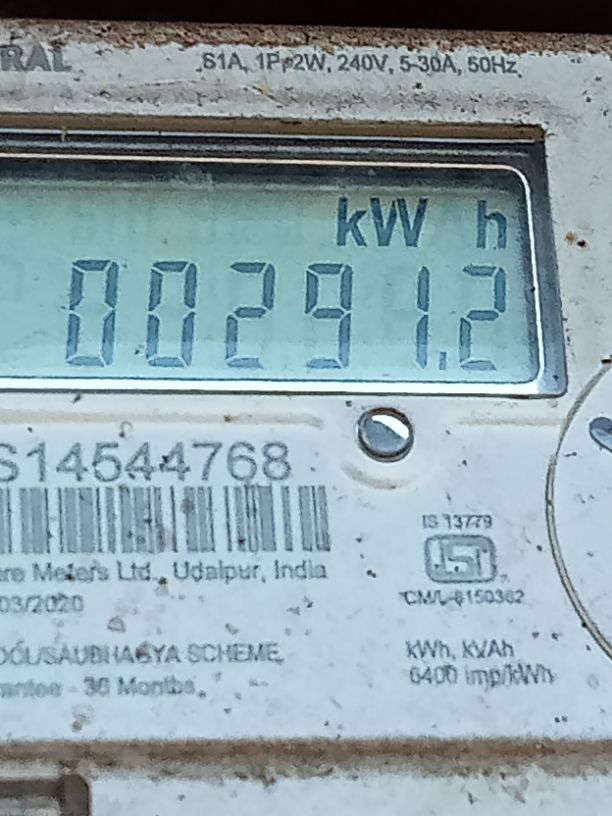 RAL
S1A, 1P, 2W, 240V, 5-30A, 50Hz
kW h
00291.2
S14544768
IS 13779
ISI
CM/L-8150362
re Meters Ltd., Udaipur, India
03/2020
/SAUBHAGYA SCHEME
antee - 36 Months.
kWh, kVAh
6400 imp/kWh